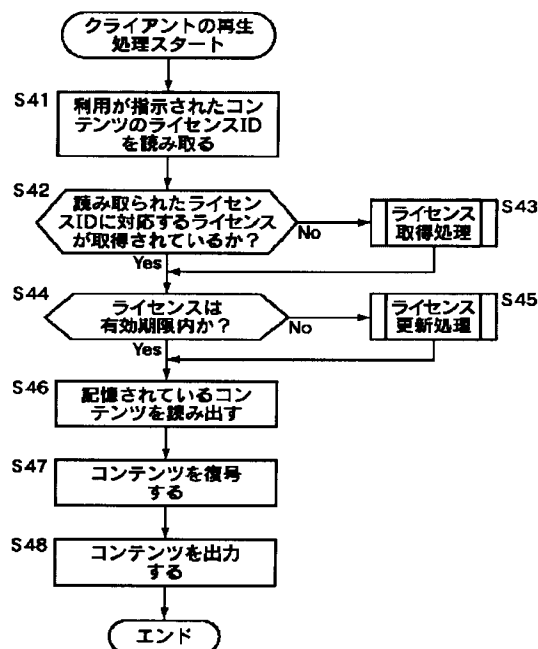 クライアントの再生
処理スタート
S41
利用が指示されたコン
テンツのライセンスID
を読み取る
S42
読み取られたライセン
スIDに対応するライセンス
が取得されているか?
No
S43
ライセンス
取得処理
Yes
S44
ライセンスは
有効期限内か?
No
S45
ライセンス
更新処理
Yes
S46
記憶されているコン
テンツを読み出す
S47
コンテンツを復号
する
S48
コンテンツを出力
する
エンド